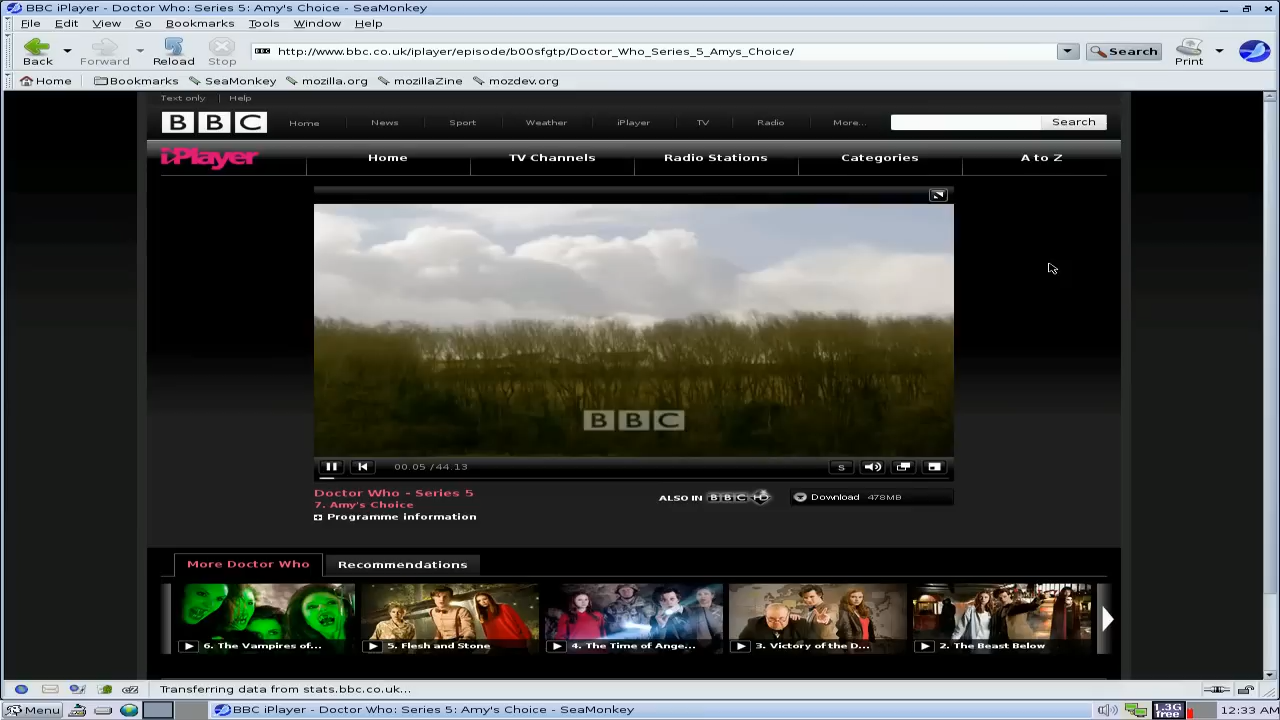 BBC iPlayer - Doctor Who: Series 5: Amy's Choice - SeaMonkey
File Edit View Go Bookmarks Tools Window Help
Back Forward Reload Stop http://www.bbc.co.uk/iplayer/episode/b00sfgtp/Doctor_Who_Series_5_Amys_Choice/ Search Print
Home Bookmarks SeaMonkey mozilla.org mozillaZine mozdev.org
Text only Help
BBC Home News Sport Weather iPlayer TV Radio More... Search
iPlayer Home TV Channels Radio Stations Categories A to Z
BBC
00.05 / 44.13 S
Doctor Who - Series 5
7. Amy's Choice
Programme information
ALSO IN BBC HD Download 478MB
More Doctor Who Recommendations
6. The Vampires of... 5. Flesh and Stone 4. The Time of Ange... 3. Victory of the D... 2. The Beast Below
Transferring data from stats.bbc.co.uk...
Menu BBC iPlayer - Doctor Who: Series 5: Amy's Choice - SeaMonkey 1.3G free 12:33 AM